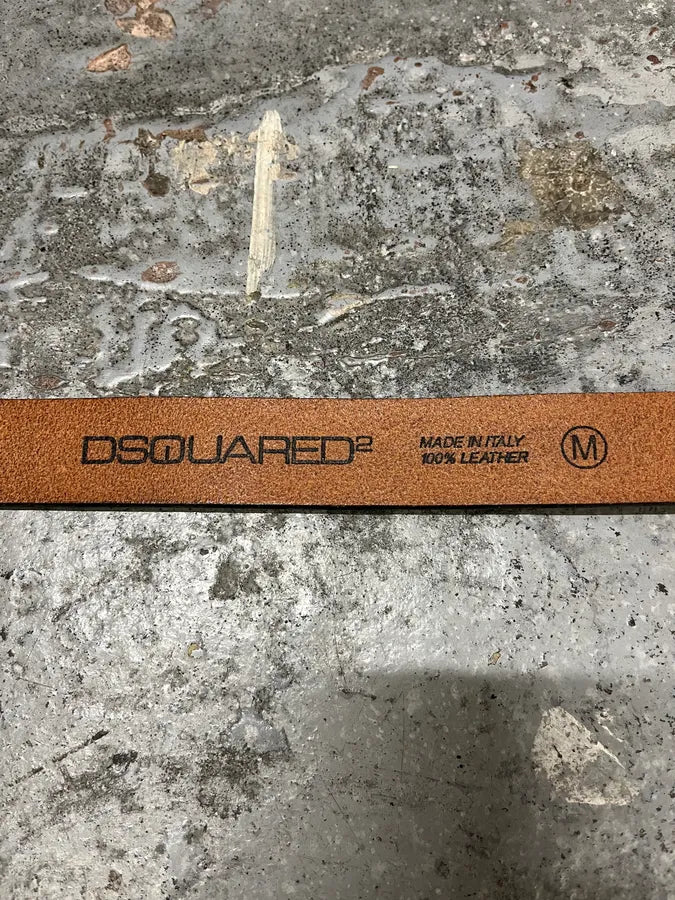 DSQUARED²
MADE IN ITALY
100% LEATHER
M